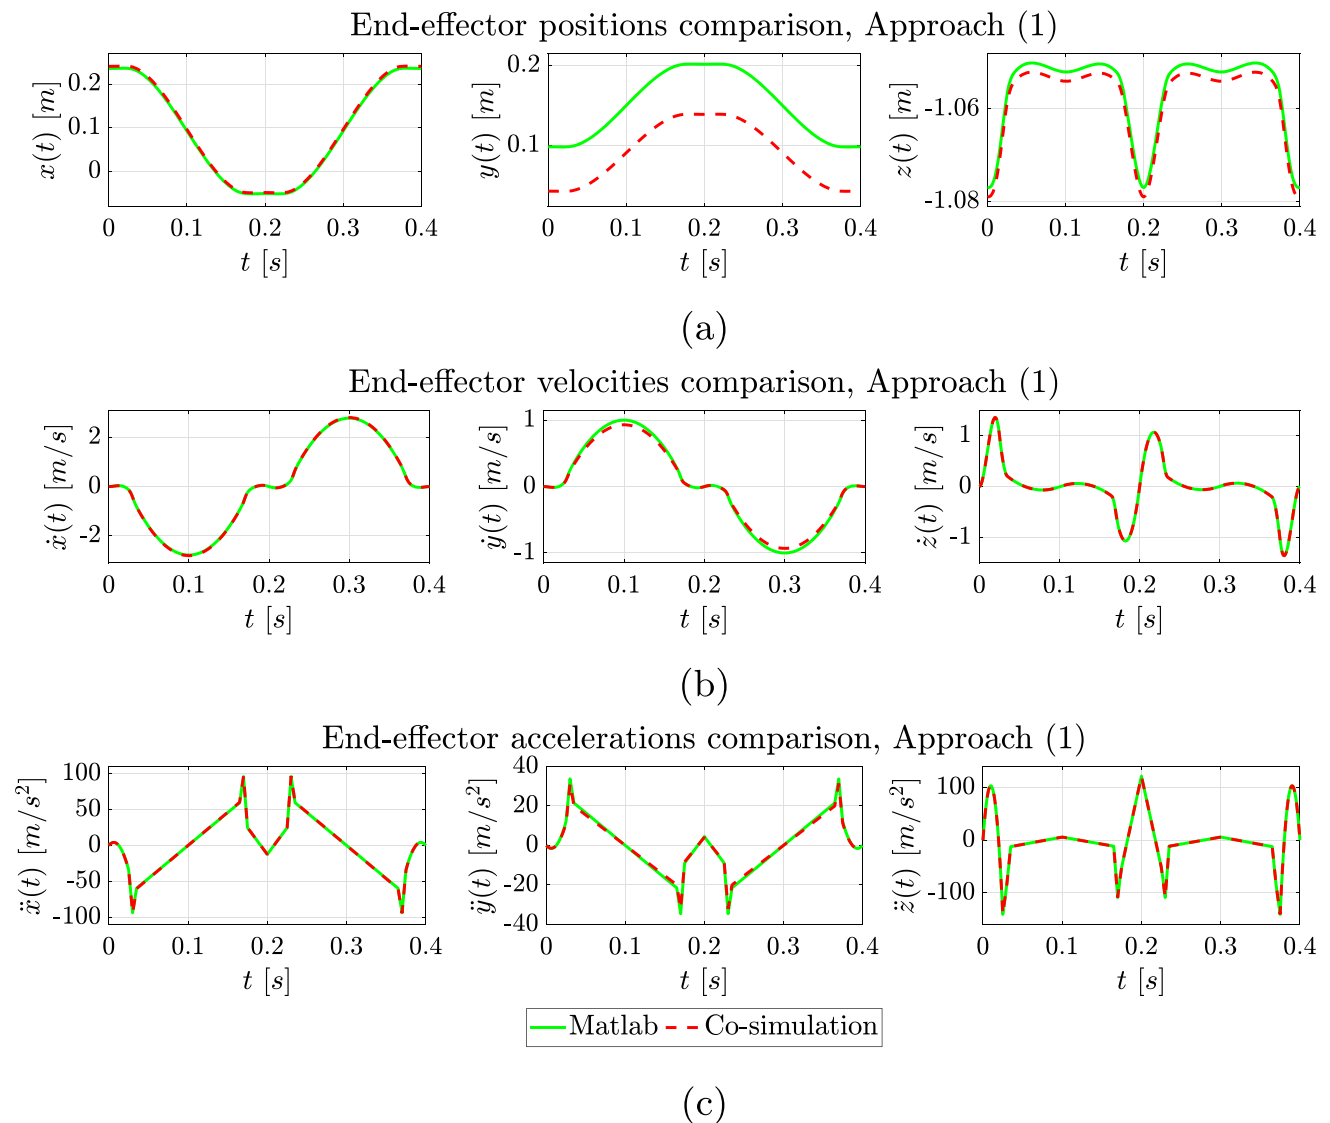 End-effector positions comparison, Approach (1)
x(t) [m]
0.2
0.1
0
0 0.1 0.2 0.3 0.4
t [s]
y(t) [m]
0.2
0.1
0 0.1 0.2 0.3 0.4
t [s]
z(t) [m]
-1.06
-1.08
0 0.1 0.2 0.3 0.4
t [s]
(a)
End-effector velocities comparison, Approach (1)
ẋ(t) [m/s]
2
0
-2
0 0.1 0.2 0.3 0.4
t [s]
ẏ(t) [m/s]
1
0
-1
0 0.1 0.2 0.3 0.4
t [s]
ż(t) [m/s]
1
0
-1
0 0.1 0.2 0.3 0.4
t [s]
(b)
End-effector accelerations comparison, Approach (1)
ẍ(t) [m/s²]
100
50
0
-50
-100
0 0.1 0.2 0.3 0.4
t [s]
ÿ(t) [m/s²]
40
20
0
-20
-40
0 0.1 0.2 0.3 0.4
t [s]
z̈(t) [m/s²]
100
0
-100
0 0.1 0.2 0.3 0.4
t [s]
Matlab Co-simulation
(c)